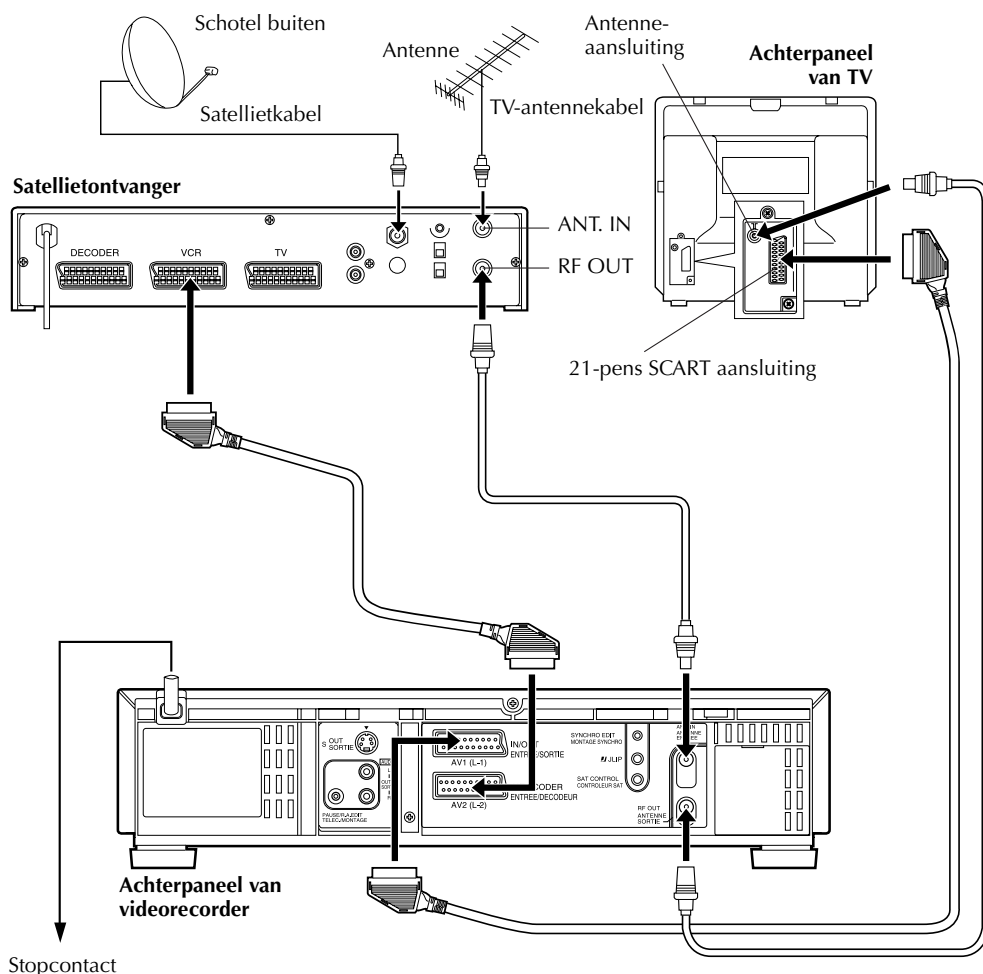 Schotel buiten
Antenne
Antenne-
aansluiting
Achterpaneel
van TV
Satellietkabel
TV-antennekabel
Satellietontvanger
ANT. IN
DECODER
VCR
TV
RF OUT
21-pens SCART aansluiting
S OUT
SORTIE
IN/OUT
ENTREE/SORTIE
AV1 (L-1)
SYNCHRO EDIT
MONTAGE SYNCHRO
JLIP
SAT CONTROL
CONTROLEUR SAT
ANTENNE
ENTREE/DECODEUR
AV2 (L-2)
RF OUT
ANTENNE
SORTIE
PAUSE/R.A.EDIT
TELEC./MONTAGE
Achterpaneel van
videorecorder
Stopcontact